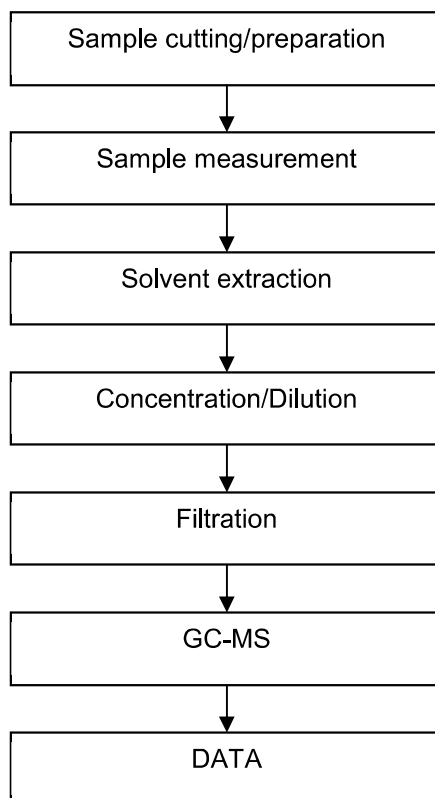 Sample cutting/preparation
Sample measurement
Solvent extraction
Concentration/Dilution
Filtration
GC-MS
DATA